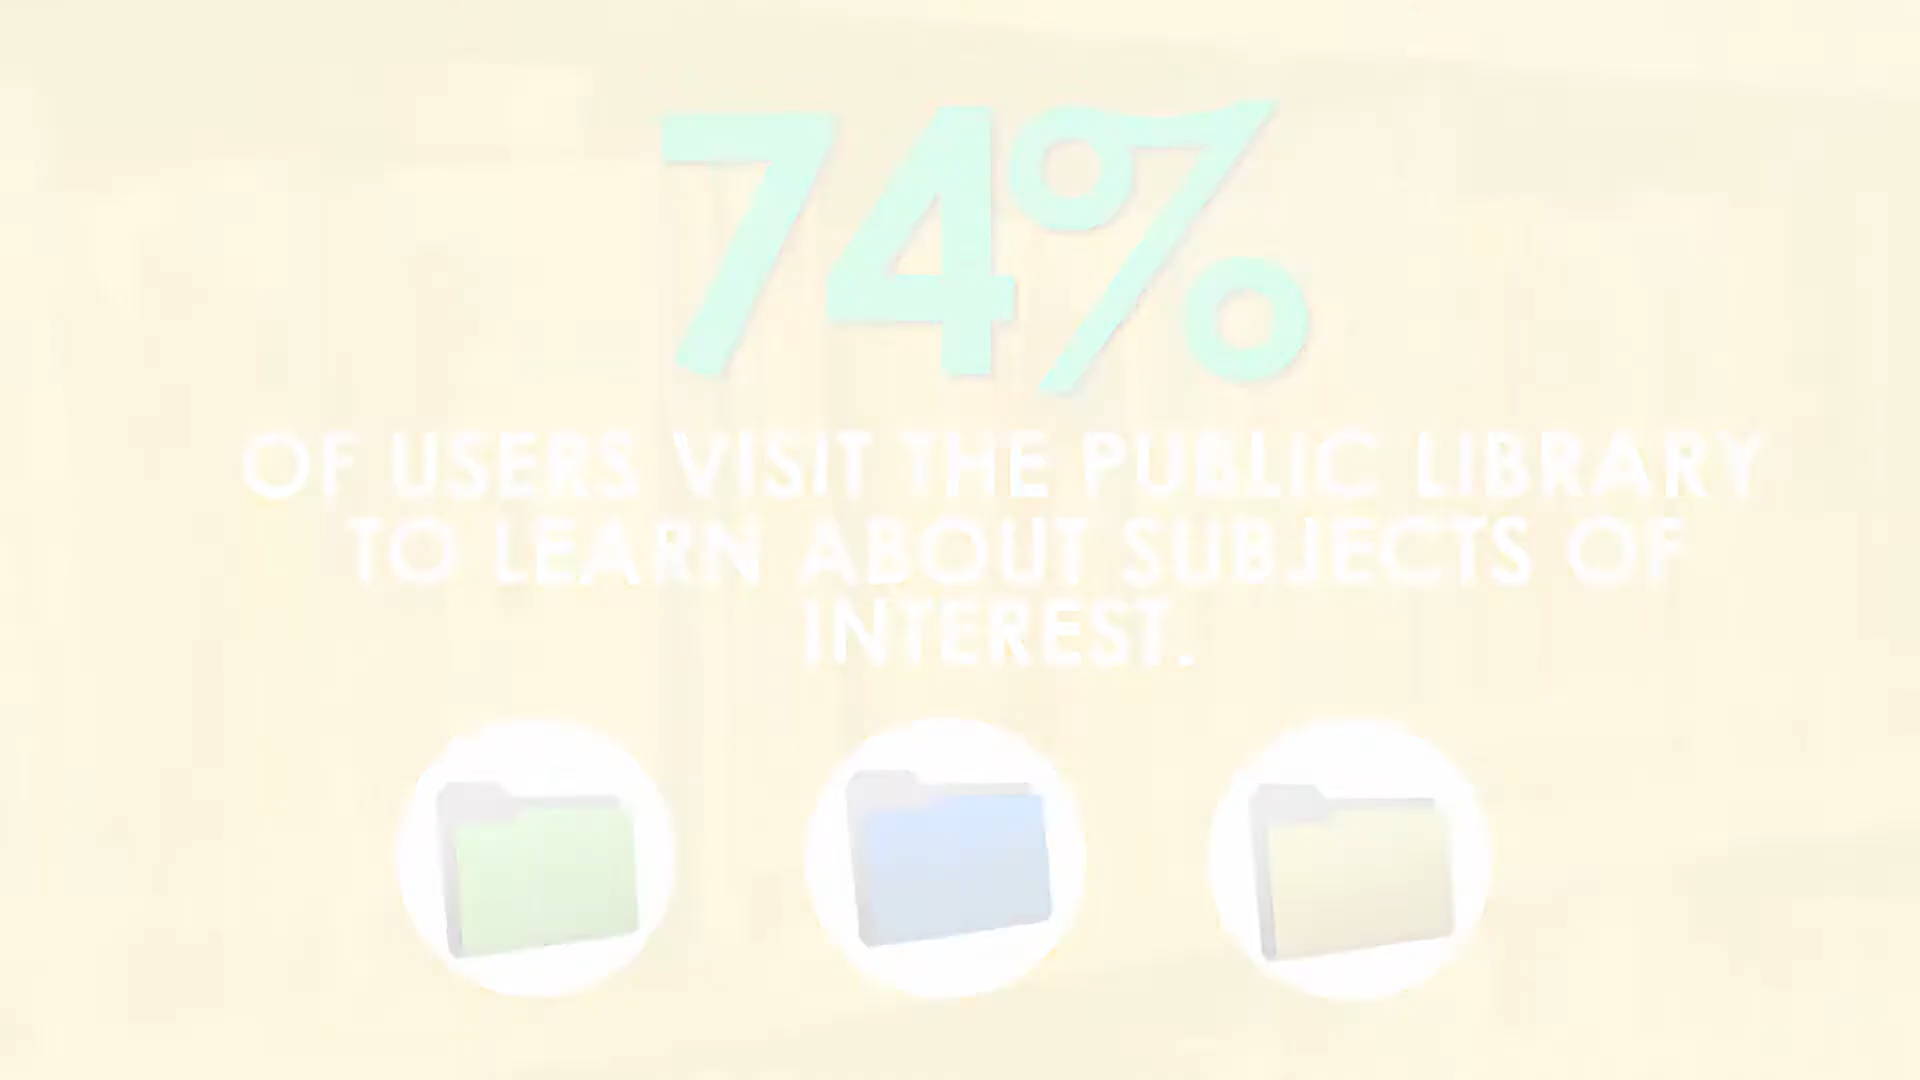 74%
OF USERS VISIT THE PUBLIC LIBRARY
TO LEARN ABOUT SUBJECTS OF
INTEREST.